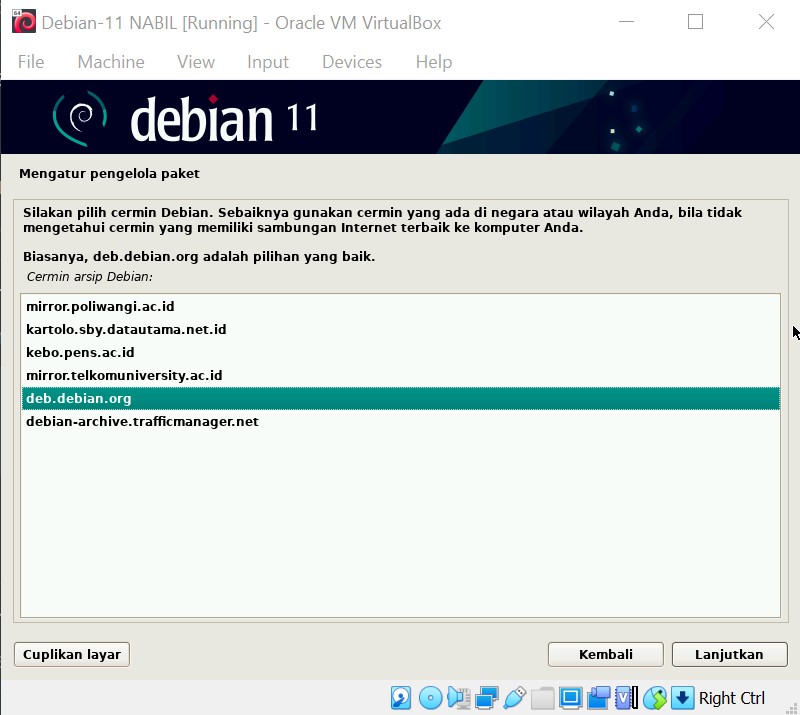 Debian-11 NABIL [Running] - Oracle VM VirtualBox
File Machine View Input Devices Help
debian 11
Mengatur pengelola paket
Silakan pilih cermin Debian. Sebaiknya gunakan cermin yang ada di negara atau wilayah Anda, bila tidak
mengetahui cermin yang memiliki sambungan Internet terbaik ke komputer Anda.
Biasanya, deb.debian.org adalah pilihan yang baik.
Cermin arsip Debian:
mirror.poliwangi.ac.id
kartolo.sby.datautama.net.id
kebo.pens.ac.id
mirror.telkomuniversity.ac.id
deb.debian.org
debian-archive.trafficmanager.net
Cuplikan layar Kembali Lanjutkan
Right Ctrl